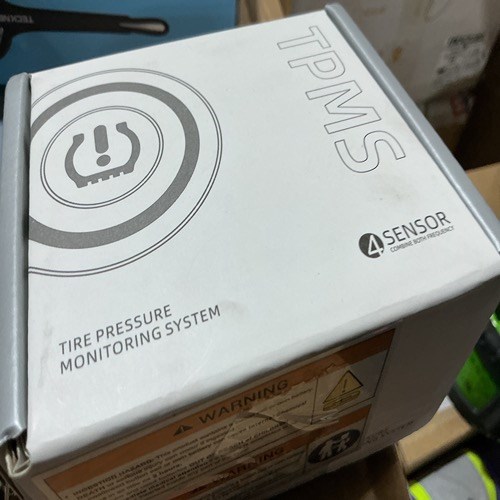 TPMS
4 SENSOR
COMBINE BOTH FREQUENCY
TIRE PRESSURE
MONITORING SYSTEM
WARNING